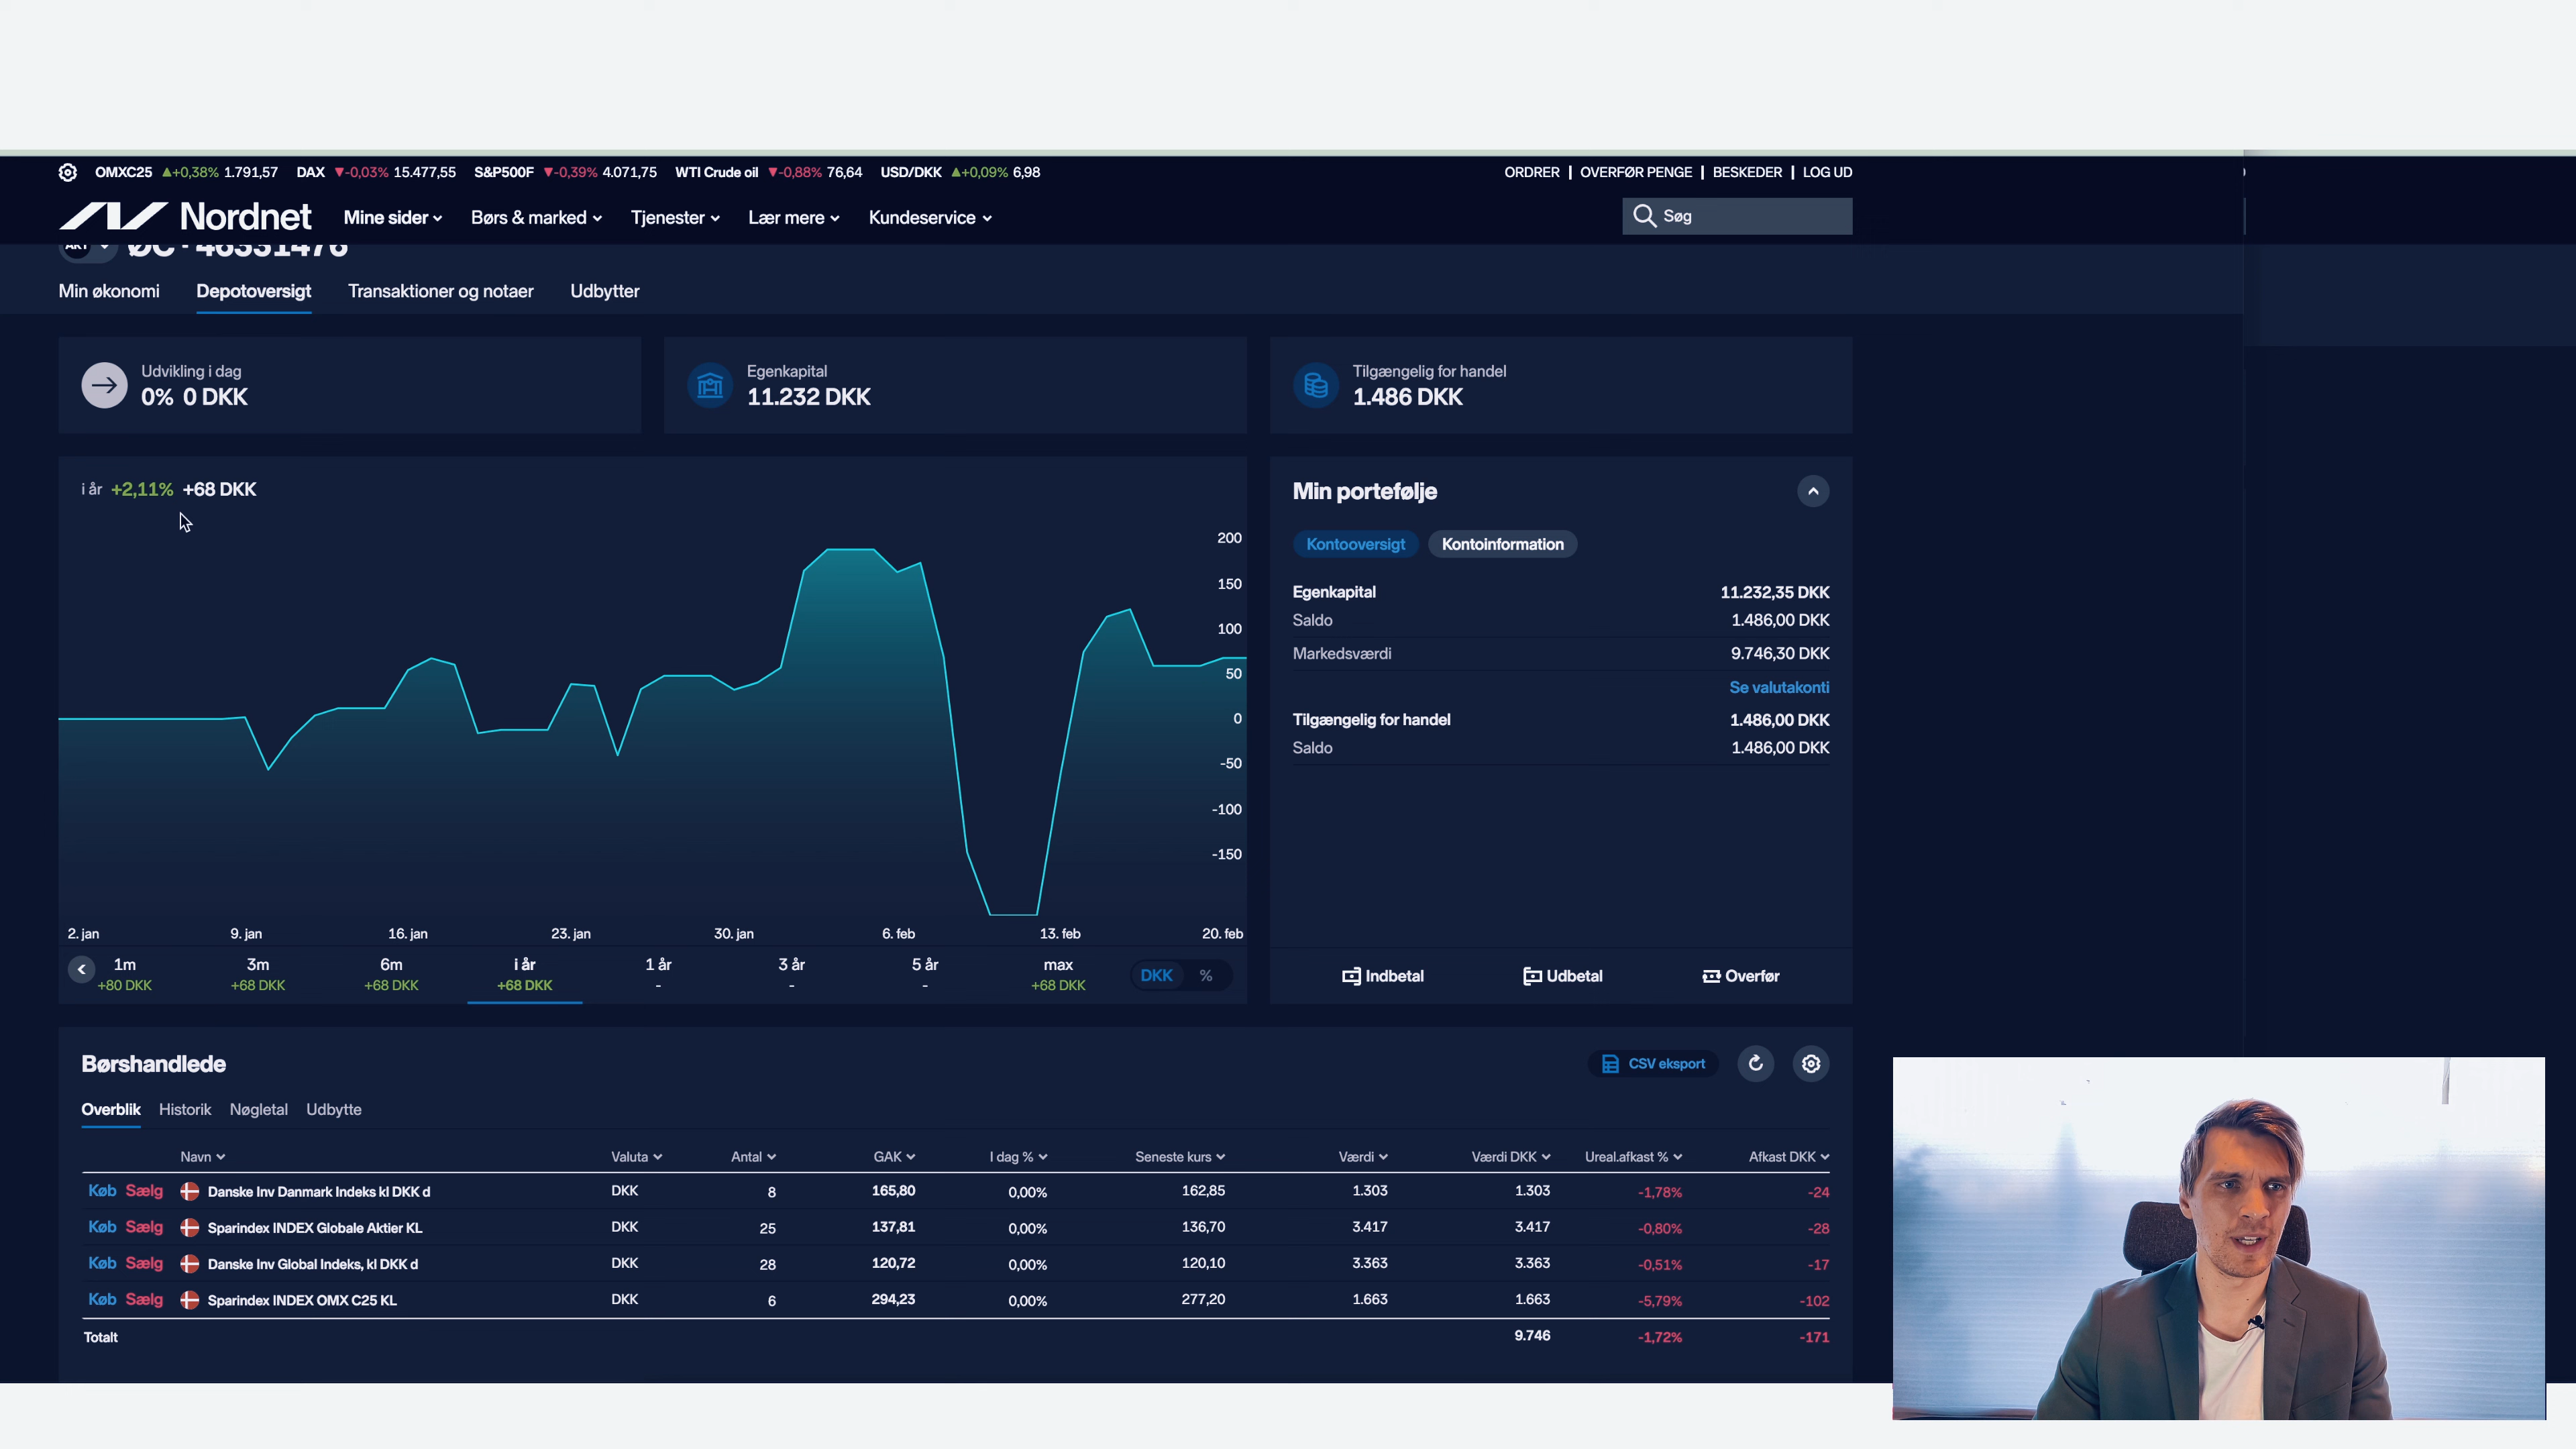 OMXC25 ▲+0,38% 1.791,57 DAX ▼-0,03% 15.477,55 S&P500F ▼-0,39% 4.071,75 WTI Crude oil ▼-0,88% 76,64 USD/DKK ▲+0,09% 6,98 ORDRER | OVERFØR PENGE | BESKEDER | LOG UD
Nordnet Mine sider Børs & marked Tjenester Lær mere Kundeservice Søg
Min økonomi Depotoversigt Transaktioner og notaer Udbytter
Udvikling i dag
0% 0 DKK
Egenkapital
11.232 DKK
Tilgængelig for handel
1.486 DKK
i år +2,11% +68 DKK
200
150
100
50
0
-50
-100
-150
2. jan 9. jan 16. jan 23. jan 30. jan 6. feb 13. feb 20. feb
1m 3m 6m i år 1 år 3 år 5 år max
+80 DKK +68 DKK +68 DKK +68 DKK - - - +68 DKK
DKK %
Min portefølje
Kontooversigt Kontoinformation
Egenkapital 11.232,35 DKK
Saldo 1.486,00 DKK
Markedsværdi 9.746,30 DKK
Se valutakonti
Tilgængelig for handel 1.486,00 DKK
Saldo 1.486,00 DKK
Indbetal Udbetal Overfør
Børshandlede CSV eksport
Overblik Historik Nøgletal Udbytte
Navn Valuta Antal GAK I dag % Seneste kurs Værdi Værdi DKK Ureal.afkast % Afkast DKK
Køb Sælg Danske Inv Danmark Indeks kl DKK d DKK 8 165,80 0,00% 162,85 1.303 1.303 -1,78% -24
Køb Sælg Sparindex INDEX Globale Aktier KL DKK 25 137,81 0,00% 136,70 3.417 3.417 -0,80% -28
Køb Sælg Danske Inv Global Indeks, kl DKK d DKK 28 120,72 0,00% 120,10 3.363 3.363 -0,51% -17
Køb Sælg Sparindex INDEX OMX C25 KL DKK 6 294,23 0,00% 277,20 1.663 1.663 -5,79% -102
Totalt 9.746 -1,72% -171